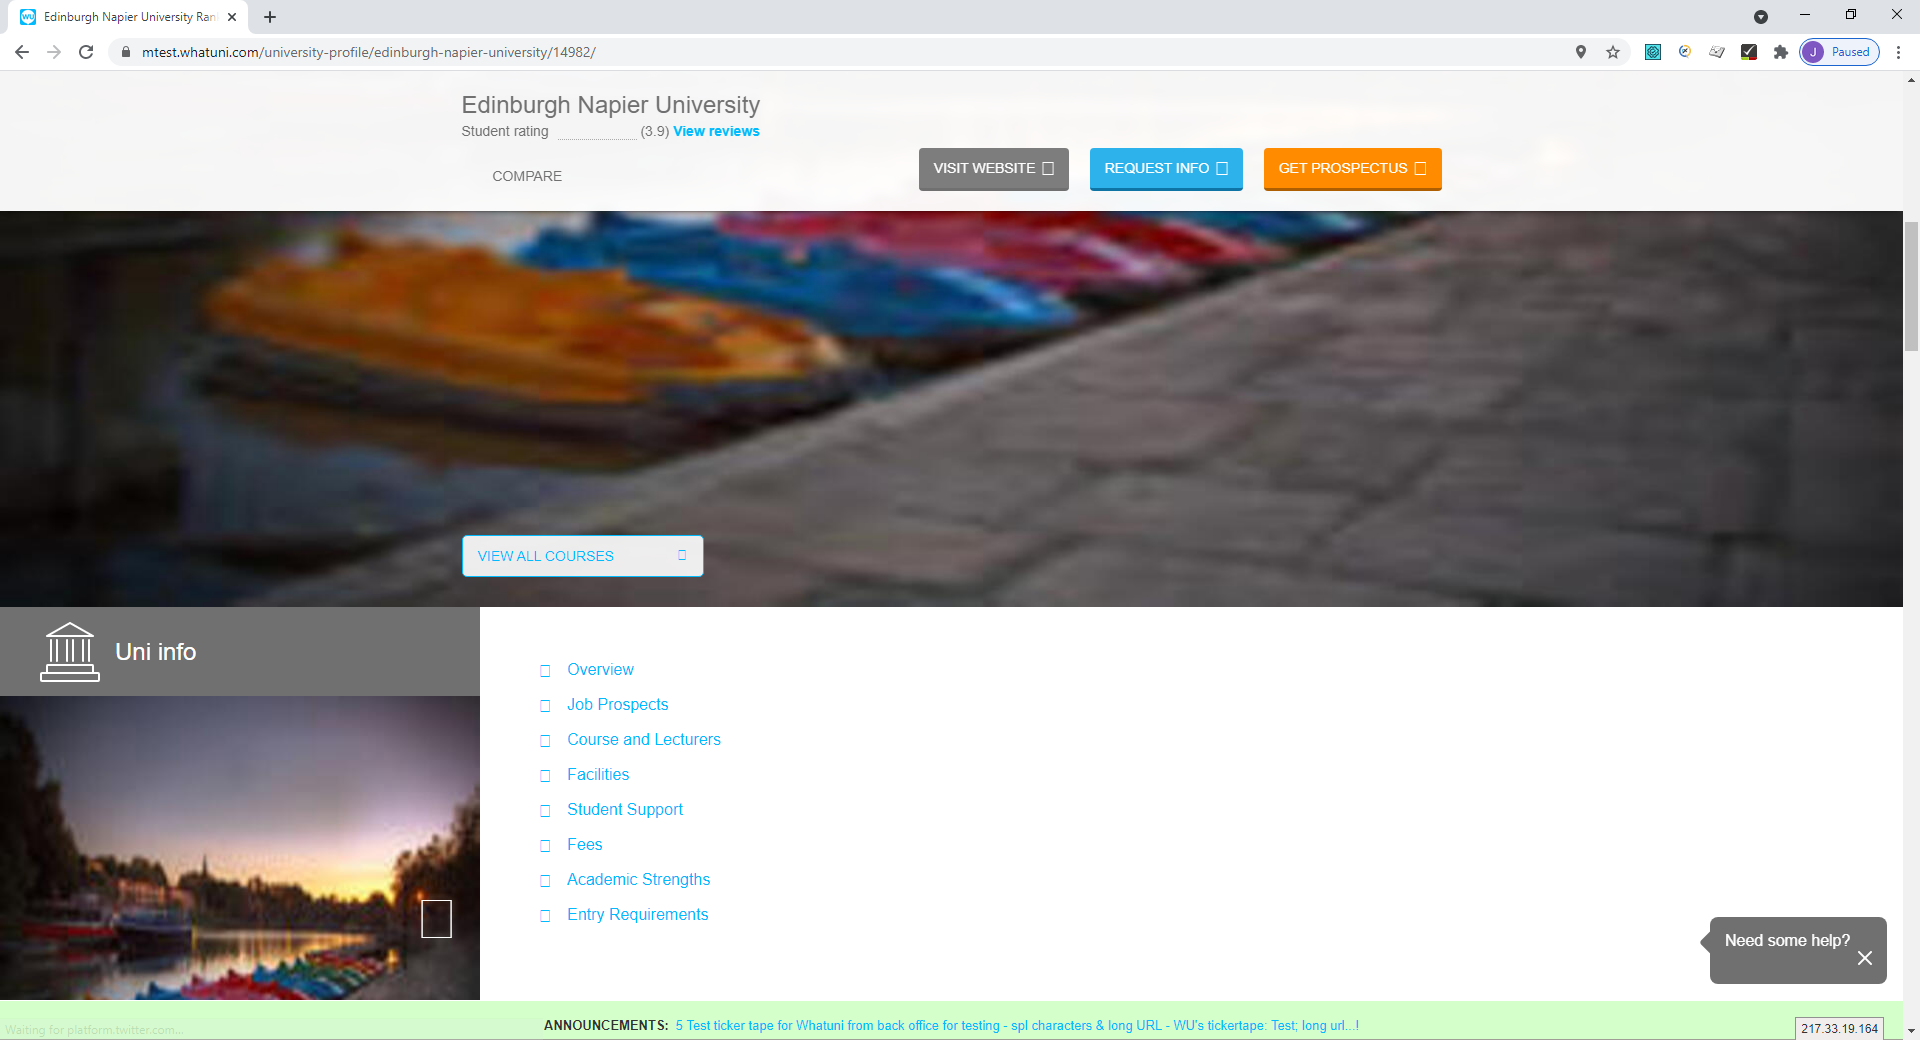 Edinburgh Napier University Ran
mtest.whatuni.com/university-profile/edinburgh-napier-university/14982/
J Paused
Edinburgh Napier University
Student rating (3.9) View reviews
COMPARE
VISIT WEBSITE
REQUEST INFO
GET PROSPECTUS
VIEW ALL COURSES
Uni info
Overview
Job Prospects
Course and Lecturers
Facilities
Student Support
Fees
Academic Strengths
Entry Requirements
Need some help?
Waiting for platform.twitter.com...
ANNOUNCEMENTS: 5 Test ticker tape for Whatuni from back office for testing - spl characters & long URL - WU's tickertape: Test; long url...!
217.33.19.164